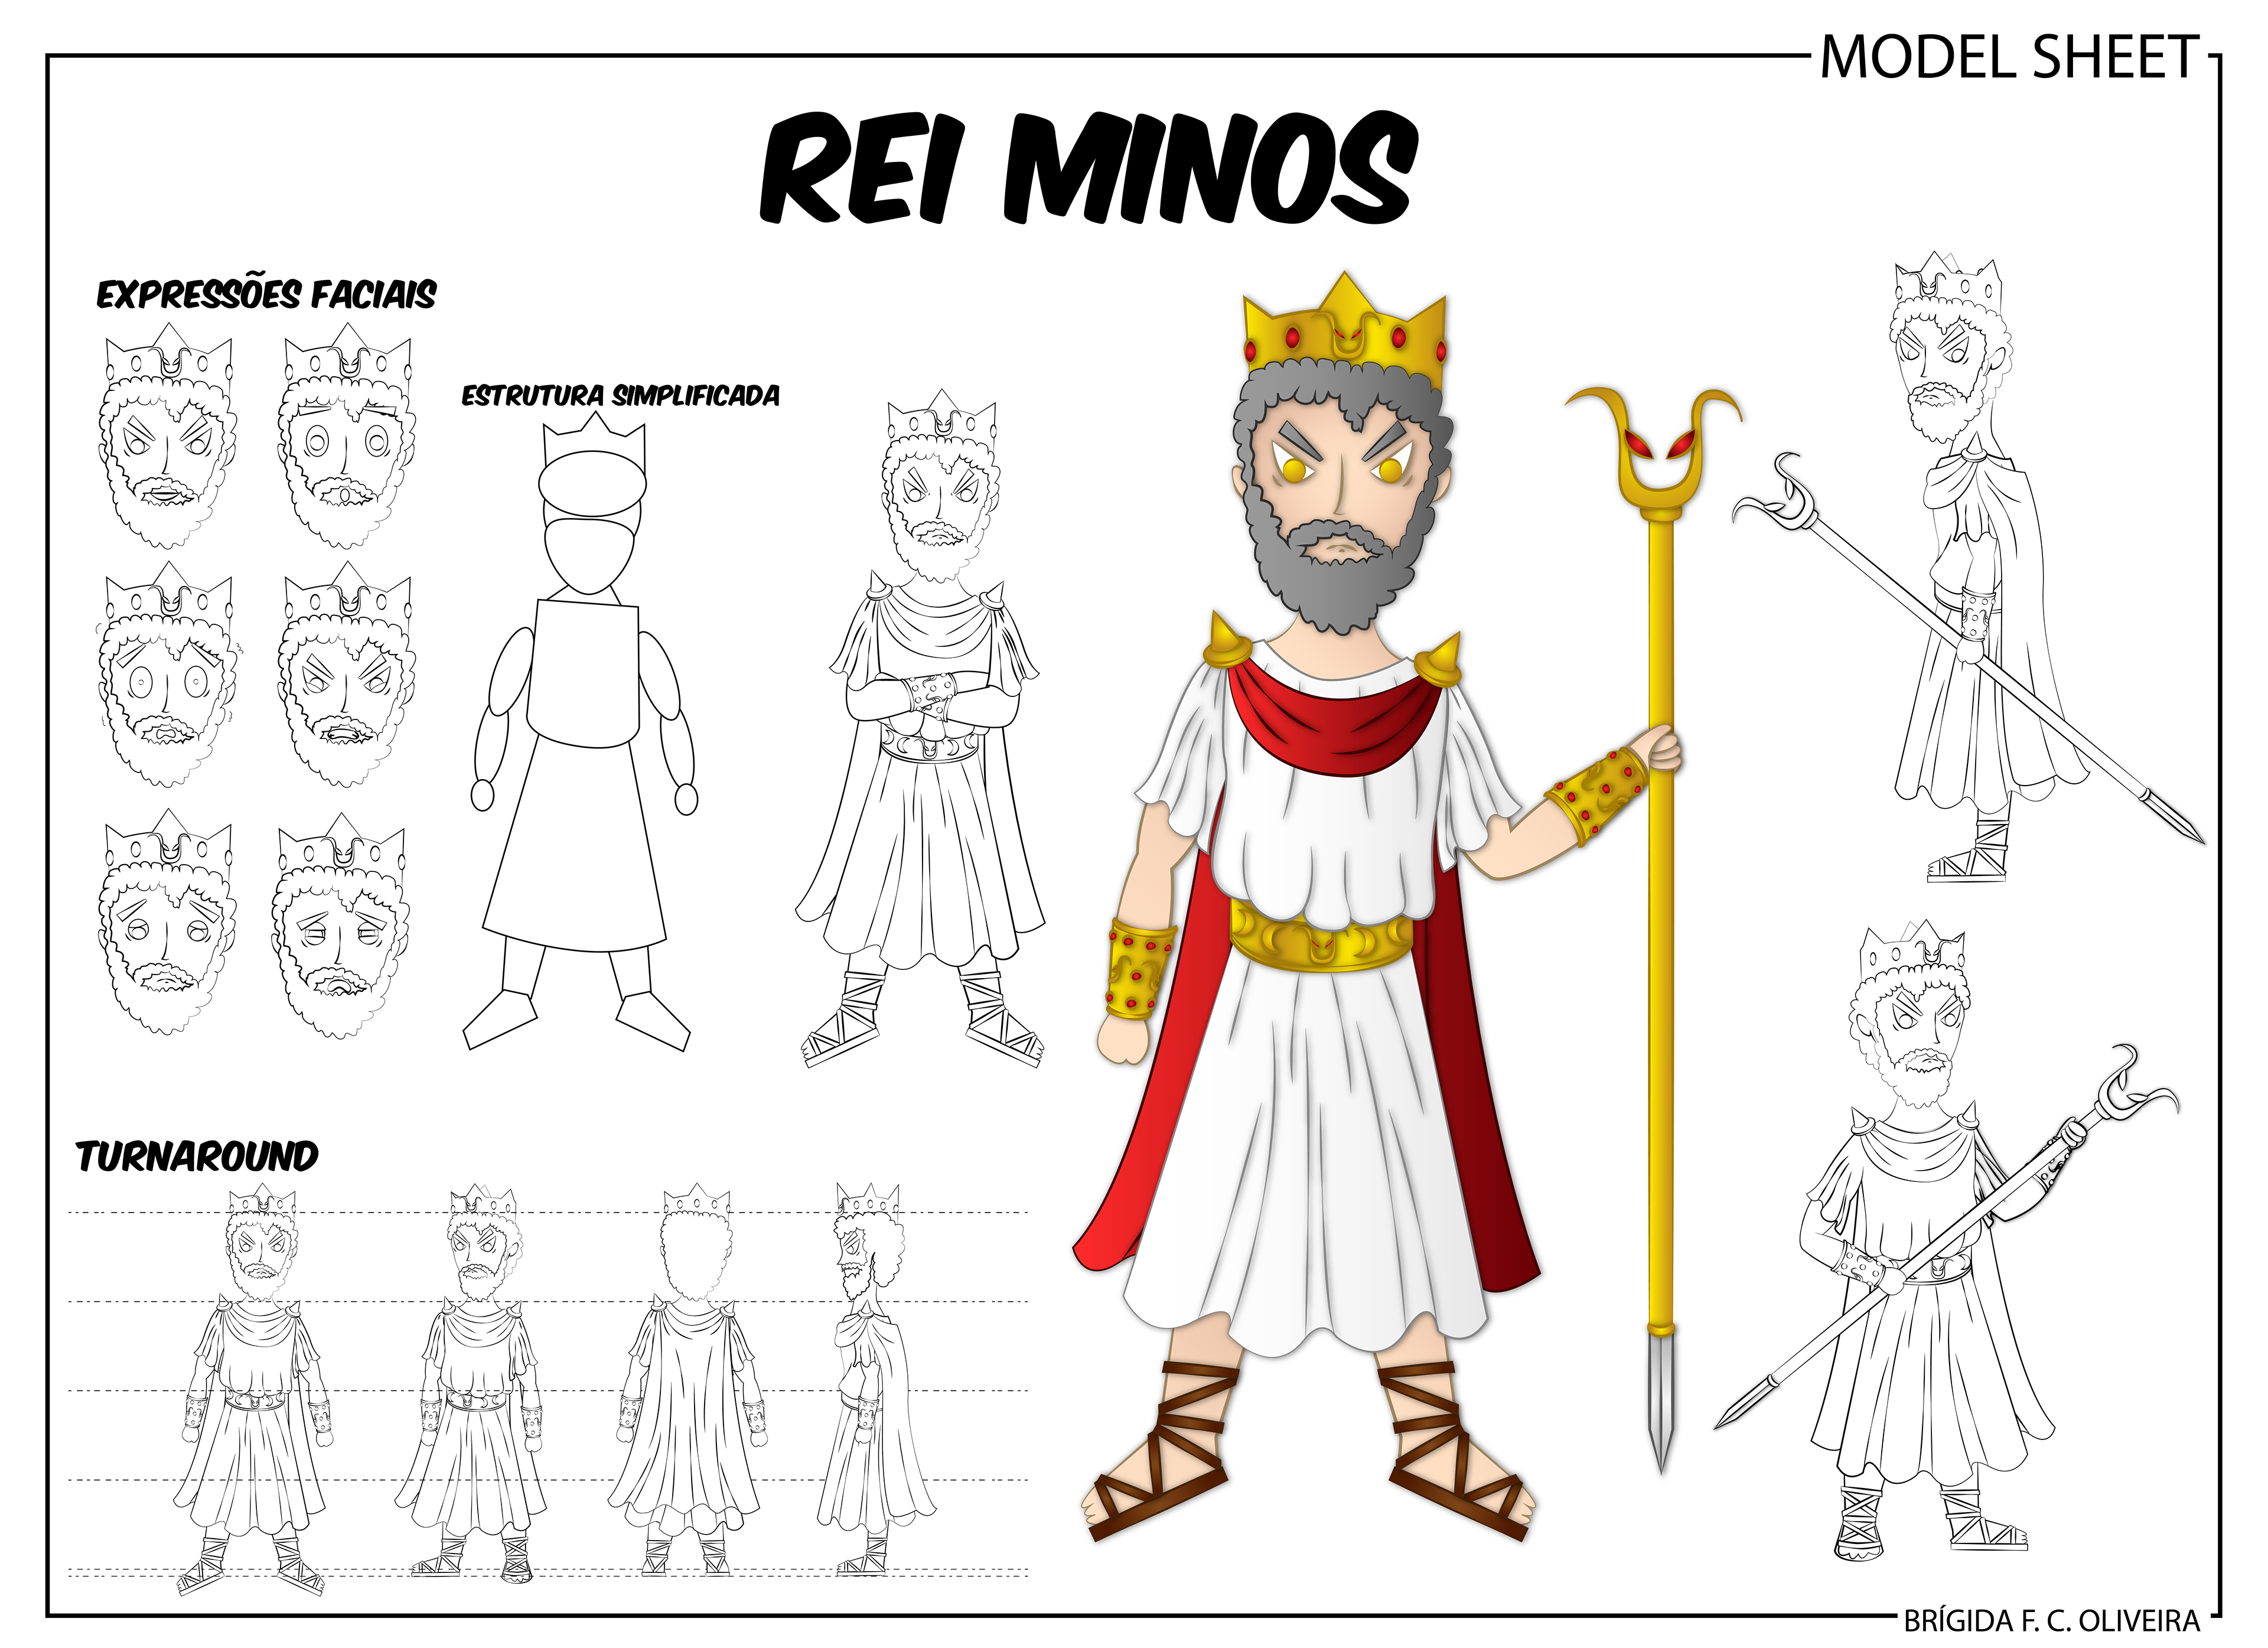 MODEL SHEET
REI MINOS
EXPRESSÕES FACIAIS
ESTRUTURA SIMPLIFICADA
TURNAROUND
BRÍGIDA F. C. OLIVEIRA